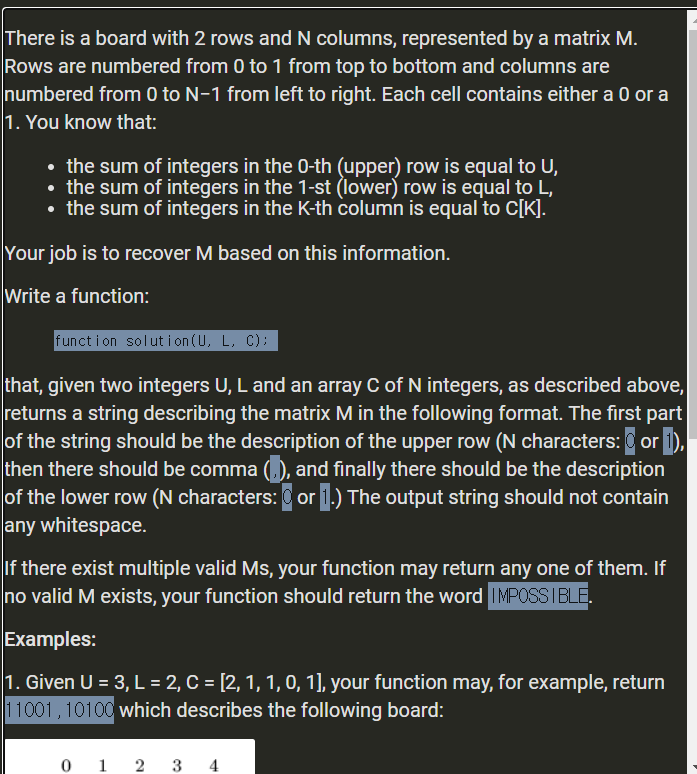 There is a board with 2 rows and N columns, represented by a matrix M.
Rows are numbered from 0 to 1 from top to bottom and columns are
numbered from 0 to N−1 from left to right. Each cell contains either a 0 or a
1. You know that:
• the sum of integers in the 0-th (upper) row is equal to U,
• the sum of integers in the 1-st (lower) row is equal to L,
• the sum of integers in the K-th column is equal to C[K].
Your job is to recover M based on this information.
Write a function:
function solution(U, L, C);
that, given two integers U, L and an array C of N integers, as described above,
returns a string describing the matrix M in the following format. The first part
of the string should be the description of the upper row (N characters: 0 or 1),
then there should be comma (,), and finally there should be the description
of the lower row (N characters: 0 or 1.) The output string should not contain
any whitespace.
If there exist multiple valid Ms, your function may return any one of them. If
no valid M exists, your function should return the word IMPOSSIBLE.
Examples:
1. Given U = 3, L = 2, C = [2, 1, 1, 0, 1], your function may, for example, return
11001,10100 which describes the following board:
0 1 2 3 4